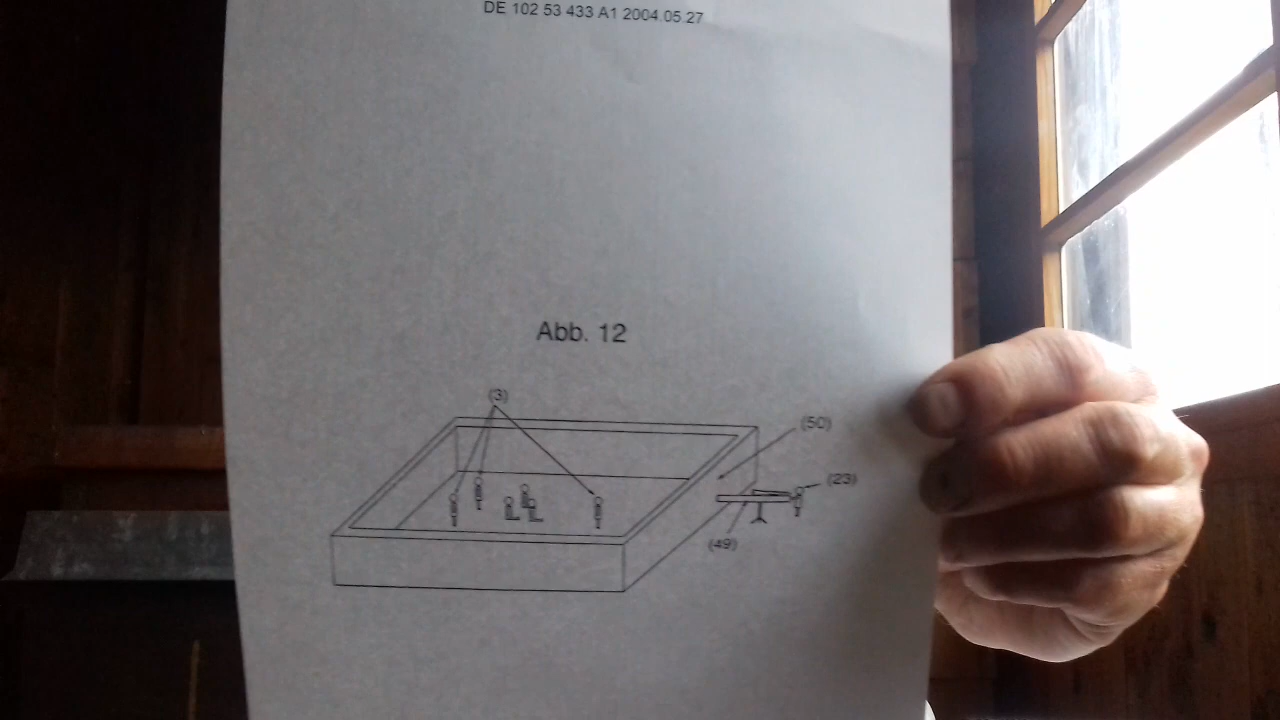 DE 102 53 433 A1 2004.05.27
Abb. 12
(3)
(50)
(23)
(49)